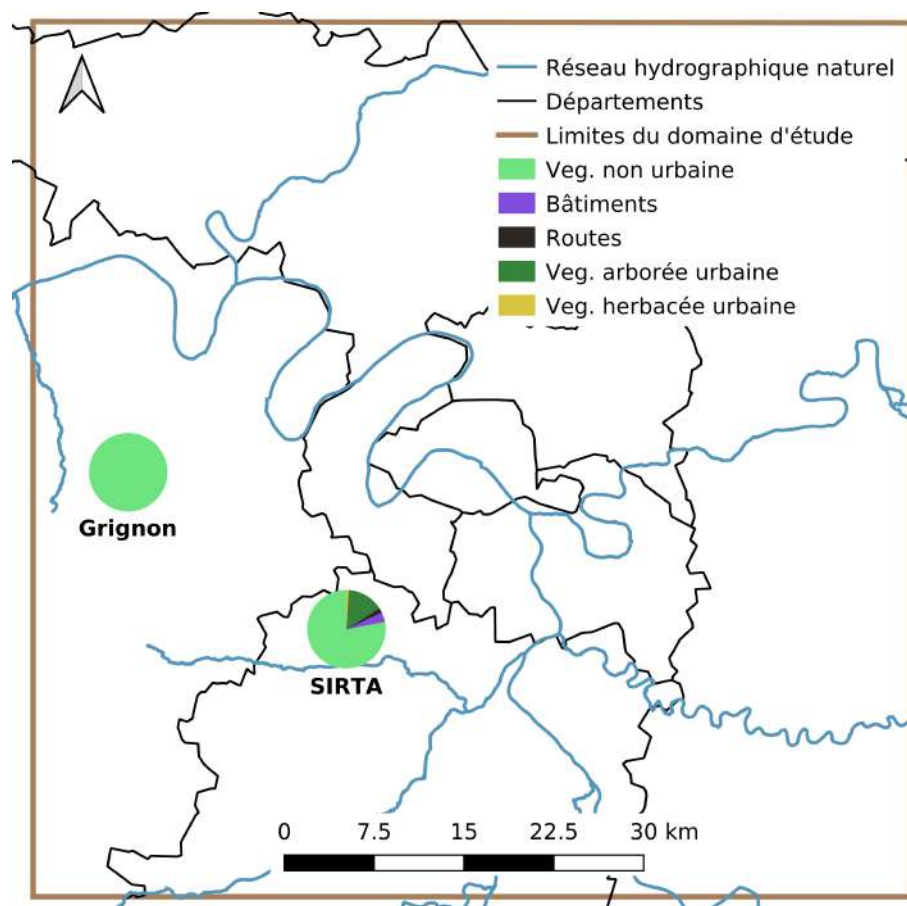 Réseau hydrographique naturel
Départements
Limites du domaine d'étude
Veg. non urbaine
Bâtiments
Routes
Veg. arborée urbaine
Veg. herbacée urbaine
Grignon
SIRTA
0 7.5 15 22.5 30 km